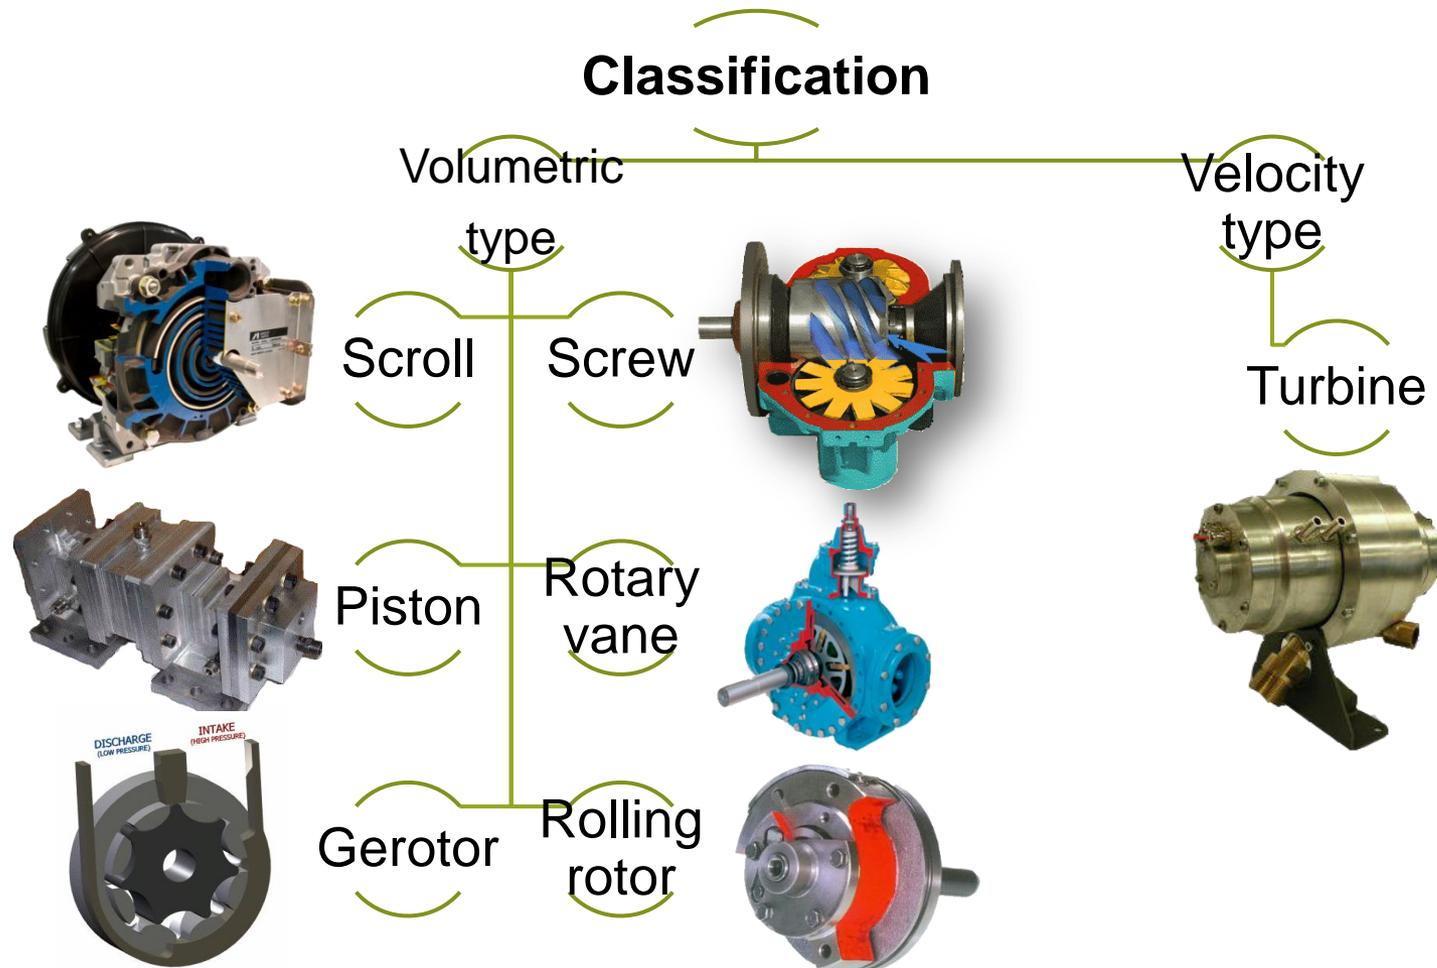 Classification
Volumetric
type
Velocity
type
Scroll
Screw
Turbine
Piston
Rotary
vane
DISCHARGE
(LOW PRESSURE)
INTAKE
(HIGH PRESSURE)
Gerotor
Rolling
rotor